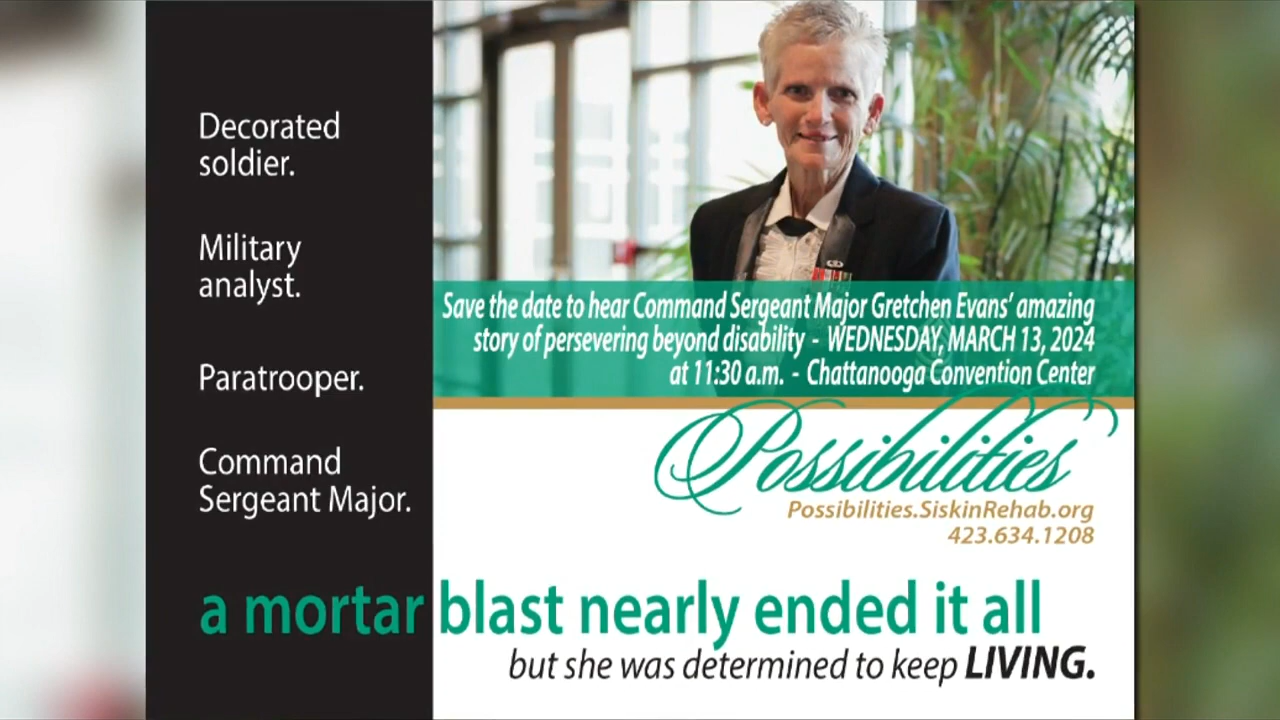 Decorated
soldier.
Military
analyst.
Paratrooper.
Command
Sergeant Major.
Save the date to hear Command Sergeant Major Gretchen Evans' amazing
story of persevering beyond disability - WEDNESDAY, MARCH 13, 2024
at 11:30 a.m. - Chattanooga Convention Center
Possibilities
Possibilities.SiskinRehab.org
423.634.1208
a mortar blast nearly ended it all
but she was determined to keep LIVING.